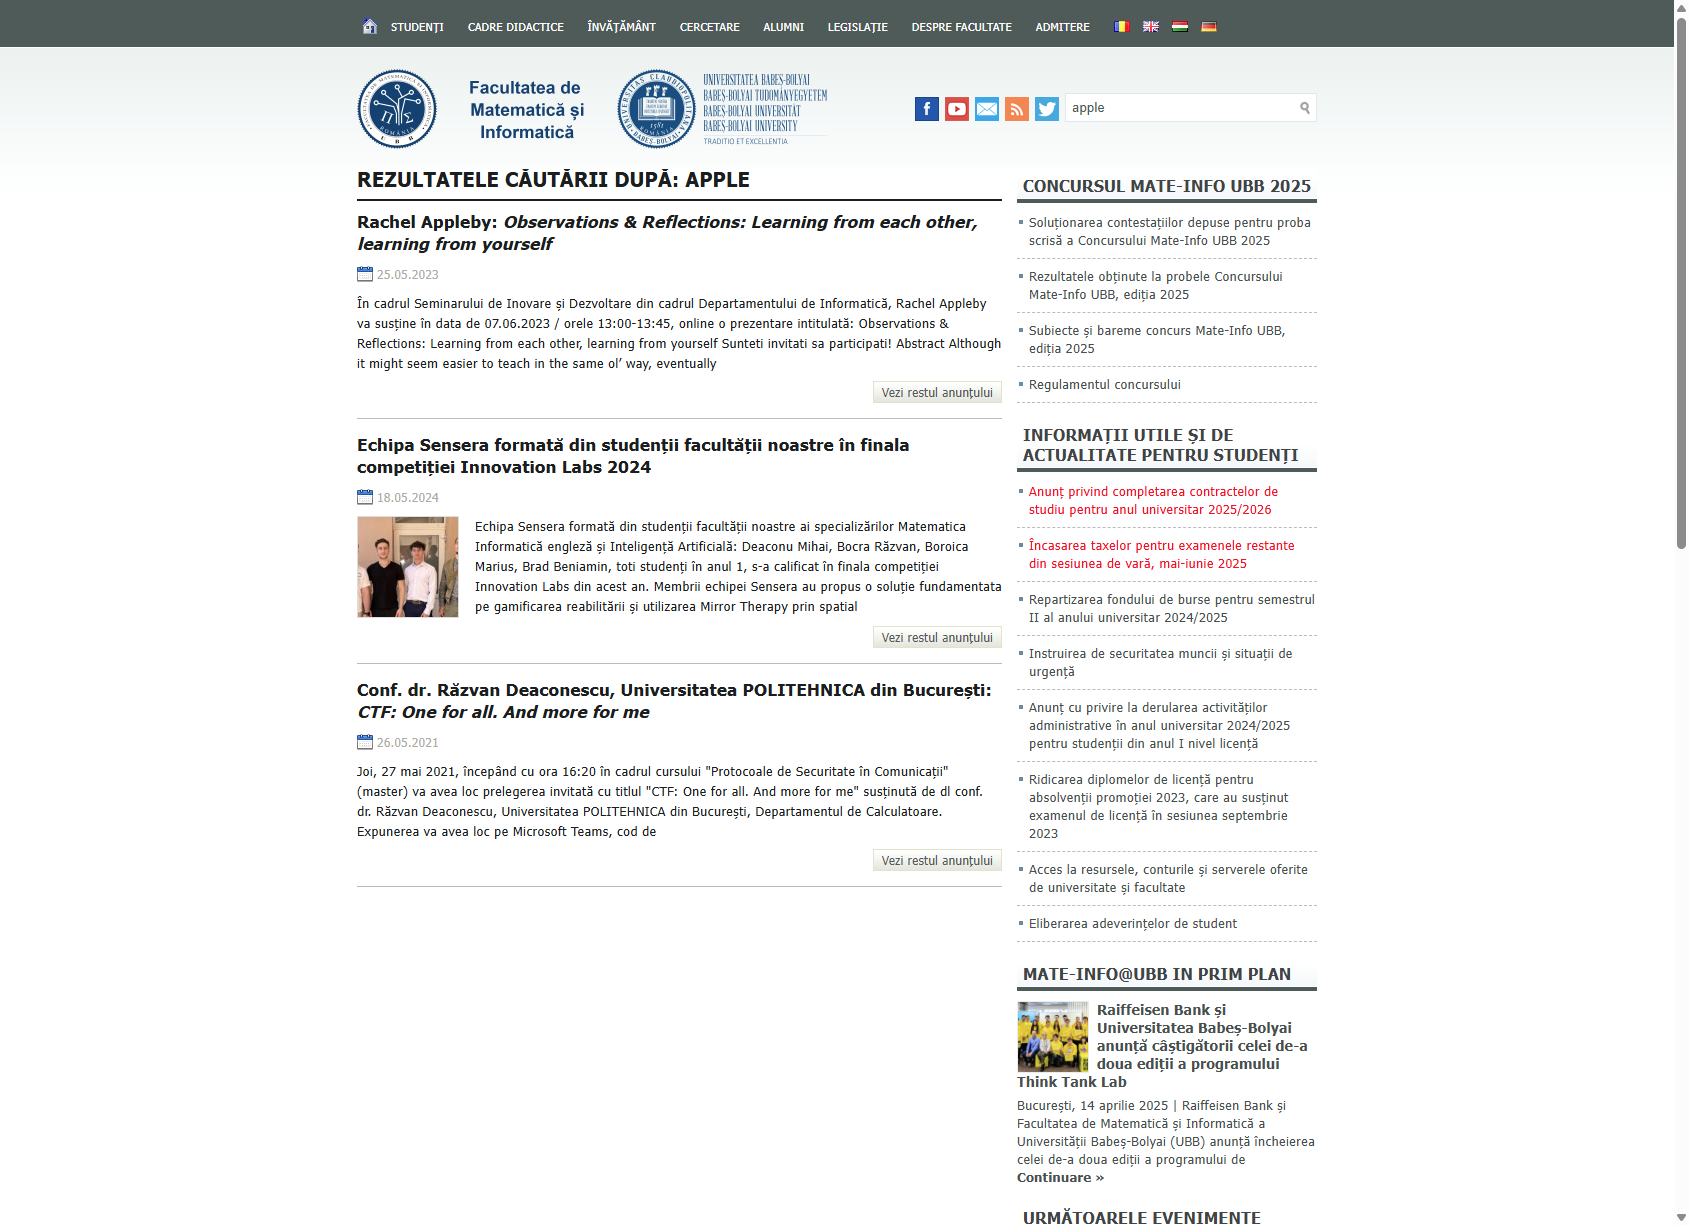 STUDENȚI CADRE DIDACTICE ÎNVĂȚĂMÂNT CERCETARE ALUMNI LEGISLAȚIE DESPRE FACULTATE ADMITERE
Facultatea de
Matematică și
Informatică
UNIVERSITATEA BABEȘ-BOLYAI
BABEȘ-BOLYAI TUDOMÁNYEGYETEM
BABEȘ-BOLYAI UNIVERSITÄT
BABEȘ-BOLYAI UNIVERSITY
TRADITIO ET EXCELLENTIA
apple
REZULTATELE CĂUTĂRII DUPĂ: APPLE
Rachel Appleby: Observations & Reflections: Learning from each other,
learning from yourself
25.05.2023
În cadrul Seminarului de Inovare și Dezvoltare din cadrul Departamentului de Informatică, Rachel Appleby
va susține în data de 07.06.2023 / orele 13:00-13:45, online o prezentare intitulată: Observations &
Reflections: Learning from each other, learning from yourself Sunteti invitati sa participati! Abstract Although
it might seem easier to teach in the same ol’ way, eventually
Vezi restul anunțului
Echipa Sensera formată din studenții facultății noastre în finala
competiției Innovation Labs 2024
18.05.2024
Echipa Sensera formată din studenții facultății noastre ai specializărilor Matematica
Informatică engleză și Inteligență Artificială: Deaconu Mihai, Bocra Răzvan, Boroica
Marius, Brad Beniamin, toti studenți în anul 1, s-a calificat în finala competiției
Innovation Labs din acest an. Membrii echipei Sensera au propus o soluție fundamentata
pe gamificarea reabilitării și utilizarea Mirror Therapy prin spatial
Vezi restul anunțului
Conf. dr. Răzvan Deaconescu, Universitatea POLITEHNICA din București:
CTF: One for all. And more for me
26.05.2021
Joi, 27 mai 2021, începând cu ora 16:20 în cadrul cursului "Protocoale de Securitate în Comunicații"
(master) va avea loc prelegerea invitată cu titlul "CTF: One for all. And more for me" susținută de dl conf.
dr. Răzvan Deaconescu, Universitatea POLITEHNICA din București, Departamentul de Calculatoare.
Expunerea va avea loc pe Microsoft Teams, cod de
Vezi restul anunțului
CONCURSUL MATE-INFO UBB 2025
Soluționarea contestațiilor depuse pentru proba
scrisă a Concursului Mate-Info UBB 2025
Rezultatele obținute la probele Concursului
Mate-Info UBB, ediția 2025
Subiecte și bareme concurs Mate-Info UBB,
ediția 2025
Regulamentul concursului
INFORMAȚII UTILE ȘI DE
ACTUALITATE PENTRU STUDENȚI
Anunț privind completarea contractelor de
studiu pentru anul universitar 2025/2026
Încasarea taxelor pentru examenele restante
din sesiunea de vară, mai-iunie 2025
Repartizarea fondului de burse pentru semestrul
II al anului universitar 2024/2025
Instruirea de securitatea muncii și situații de
urgență
Anunț cu privire la derularea activităților
administrative în anul universitar 2024/2025
pentru studenții din anul I nivel licență
Ridicarea diplomelor de licență pentru
absolvenții promoției 2023, care au susținut
examenul de licență în sesiunea septembrie
2023
Acces la resursele, conturile și serverele oferite
de universitate și facultate
Eliberarea adeverințelor de student
MATE-INFO@UBB IN PRIM PLAN
Raiffeisen Bank și
Universitatea Babeș-Bolyai
anunță câștigătorii celei de-a
doua ediții a programului
Think Tank Lab
București, 14 aprilie 2025 | Raiffeisen Bank și
Facultatea de Matematică și Informatică a
Universității Babeș-Bolyai (UBB) anunță încheierea
celei de-a doua ediții a programului de
Continuare »
URMĂTOARELE EVENIMENTE